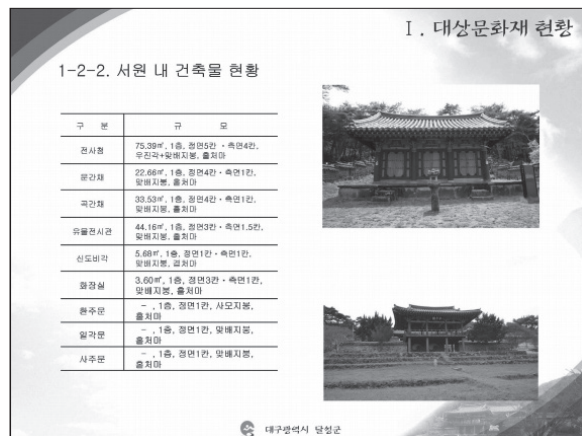 Ⅰ. 대상문화재 현황
1-2-2. 서원 내 건축물 현황
구 분 규 모
전사청 75.39㎡, 1층, 정면5칸·측면4칸,
우진각+맞배지붕, 홑처마
문간채 22.66㎡, 1층, 정면4칸·측면1칸,
맞배지붕, 홑처마
곡간채 33.53㎡, 1층, 정면4칸·측면1칸,
맞배지붕, 홑처마
유물전시관 44.16㎡, 1층, 정면3칸·측면1.5칸,
맞배지붕, 홑처마
신도비각 5.68㎡, 1층, 정면1칸·측면1칸,
맞배지붕, 겹처마
화장실 3.60㎡, 1층, 정면3칸·측면1칸,
맞배지붕, 홑처마
환주문 - , 1층, 정면1칸, 사모지붕,
홑처마
일각문 - , 1층, 정면1칸, 맞배지붕,
홑처마
사주문 - , 1층, 정면1칸, 맞배지붕,
홑처마
대구광역시 달성군